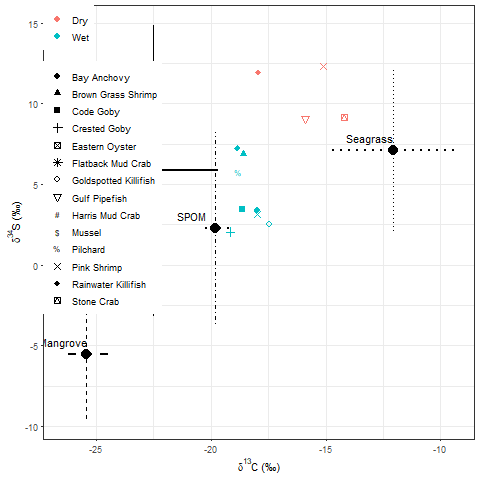 15
10
5
0
-5
-10
δ34S (‰)
Dry
Wet
Bay Anchovy
Brown Grass Shrimp
Code Goby
Crested Goby
Eastern Oyster
Flatback Mud Crab
Goldspotted Killifish
Gulf Pipefish
# Harris Mud Crab
$ Mussel
% Pilchard
Pink Shrimp
Rainwater Killifish
Stone Crab
Seagrass
%
SPOM
Mangrove
-25
-20
-15
-10
δ13C (‰)